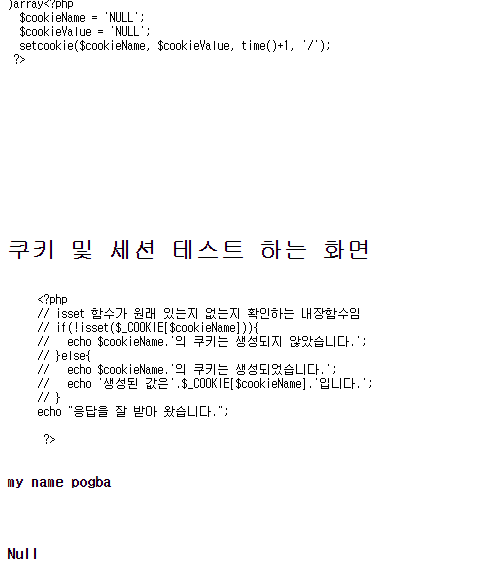 )array<?php
$cookieName = 'NULL';
$cookieValue = 'NULL';
setcookie($cookieName, $cookieValue, time()+1, '/');
?>
쿠키 및 세션 테스트 하는 화면
<?php
// isset 함수가 원래 있는지 없는지 확인하는 내장함수임
// if(!isset($_COOKIE[$cookieName])){
//   echo $cookieName.'의 쿠키는 생성되지 않았습니다.';
// }else{
//   echo $cookieName.'의 쿠키는 생성되었습니다.';
//   echo '생성된 값은'.$_COOKIE[$cookieName].'입니다.';
// }
echo "응답을 잘 받아 왔습니다.";
?>
my name pogba
Null